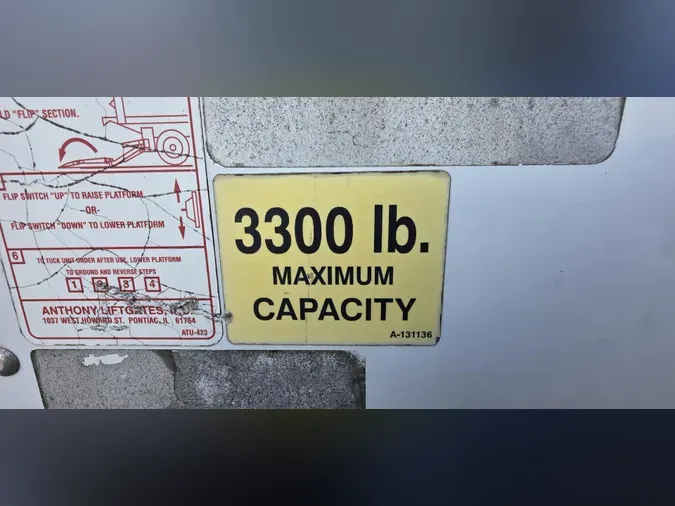 LD "FLIP" SECTION.
FLIP SWITCH "UP" TO RAISE PLATFORM
-OR-
FLIP SWITCH "DOWN" TO LOWER PLATFORM
6
TO TUCK UNIT UNDER AFTER USE, LOWER PLATFORM
TO GROUND AND REVERSE STEPS
1 2 3 4
ANTHONY LIFTGATES,
1037 WEST HOWARD ST. PONTIAC, IL 61764
ATU-423
3300 lb.
MAXIMUM
CAPACITY
A-131136